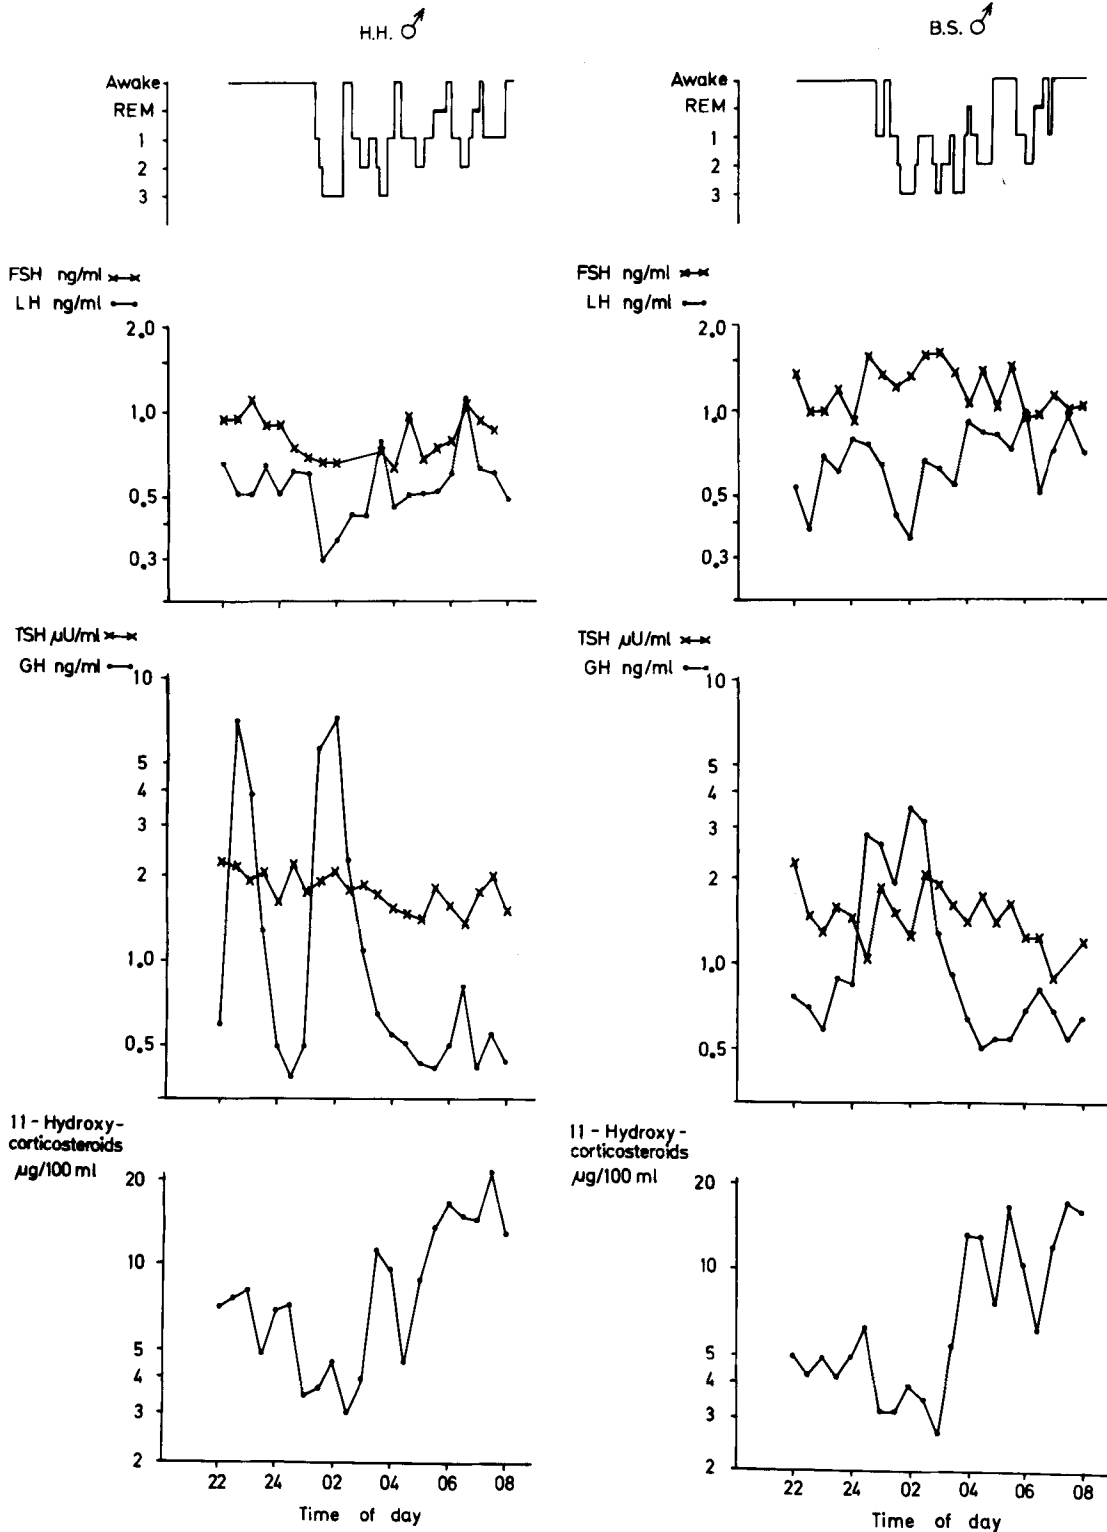 H.H. ♂
Awake
REM
1
2
3
FSH ng/ml ×–×
LH ng/ml •–•
2.0
1.0
0.5
0.3
TSH µU/ml ×–×
GH ng/ml •–•
10
5
4
3
2
1.0
0.5
11 - Hydroxy-
corticosteroids
µg/100 ml
20
10
5
4
3
2
22 24 02 04 06 08
Time of day
B.S. ♂
Awake
REM
1
2
3
FSH ng/ml ×–×
LH ng/ml •–•
2.0
1.0
0.5
0.3
TSH µU/ml ×–×
GH ng/ml •–•
10
5
4
3
2
1.0
0.5
11 - Hydroxy-
corticosteroids
µg/100 ml
20
10
5
4
3
2
22 24 02 04 06 08
Time of day